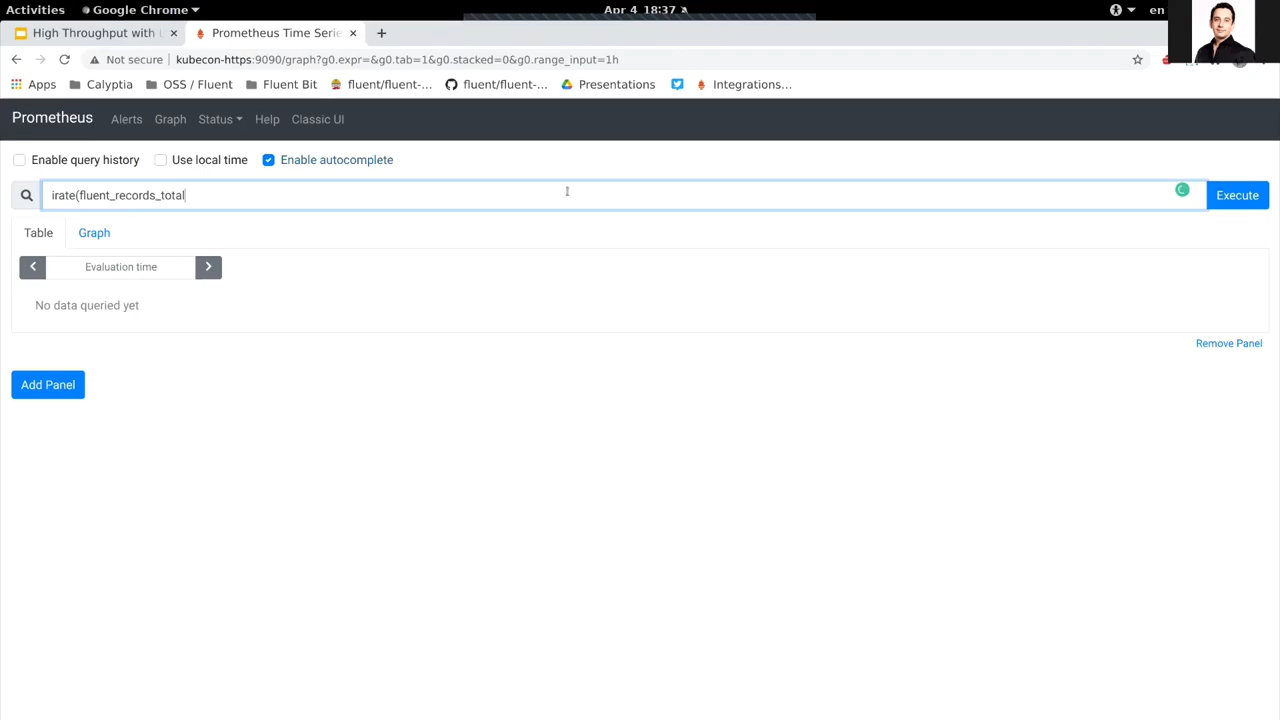 Activities Google Chrome Apr 4 18:37 en
High Throughput with Prometheus Time Serie
Not secure kubecon-https:9090/graph?g0.expr=&g0.tab=1&g0.stacked=0&g0.range_input=1h
Apps Calyptia OSS / Fluent Fluent Bit fluent/fluent-... fluent/fluent-... Presentations Integrations...
Prometheus Alerts Graph Status Help Classic UI
Enable query history Use local time Enable autocomplete
irate(fluent_records_total Execute
Table Graph
Evaluation time
No data queried yet
Remove Panel
Add Panel